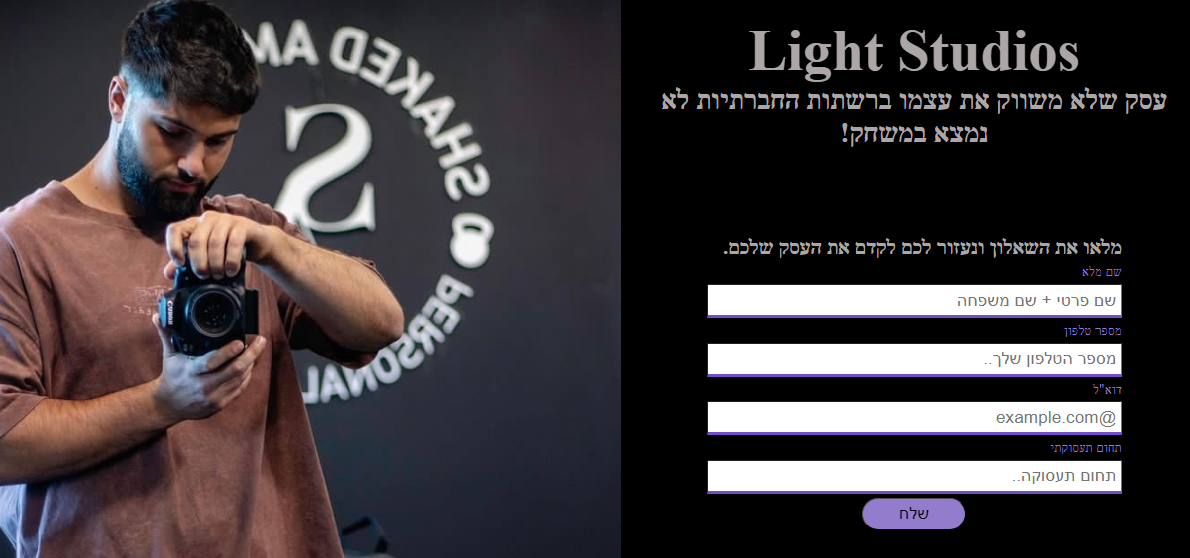 Light Studios
עסק שלא משווק את עצמו ברשתות החברתיות לא
נמצא במשחק!
מלאו את השאלון ונעזור לכם לקדם את העסק שלכם.
שם מלא
שם פרטי + שם משפחה
מספר טלפון
מספר הטלפון שלך..
דוא"ל
@example.com
תחום תעסוקתי
תחום תעסוקה..
שלח
SHAKED AM
S
PERSONAL
Canon